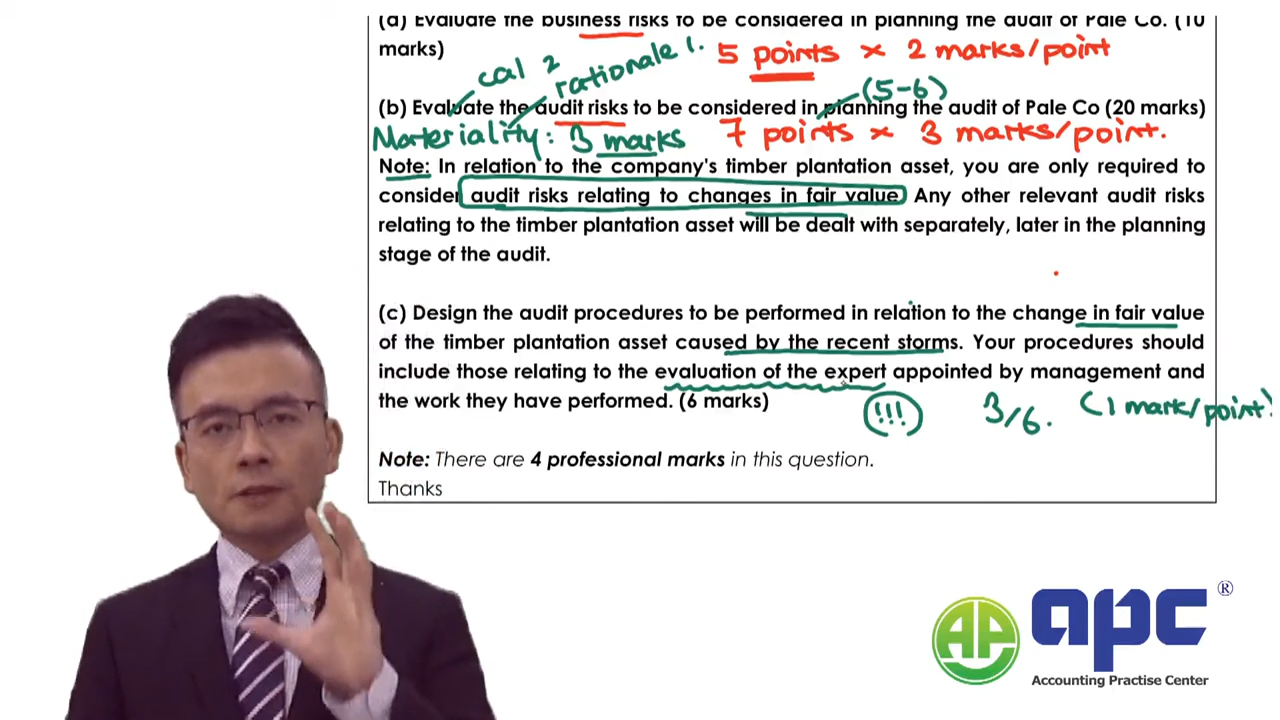 (a) Evaluate the business risks to be considered in planning the audit of Pale Co. (10
marks)
5 points x 2 marks/point
cal 2
rationale 1.
(5-6)
(b) Evaluate the audit risks to be considered in planning the audit of Pale Co (20 marks)
Materiality: 3 marks
7 points x 3 marks/point.
Note: In relation to the company's timber plantation asset, you are only required to
consider audit risks relating to changes in fair value. Any other relevant audit risks
relating to the timber plantation asset will be dealt with separately, later in the planning
stage of the audit.
(c) Design the audit procedures to be performed in relation to the change in fair value
of the timber plantation asset caused by the recent storms. Your procedures should
include those relating to the evaluation of the expert appointed by management and
the work they have performed. (6 marks)
(!!!)
3/6.
(1 mark/point)
Note: There are 4 professional marks in this question.
Thanks
AP
apc®
Accounting Practise Center